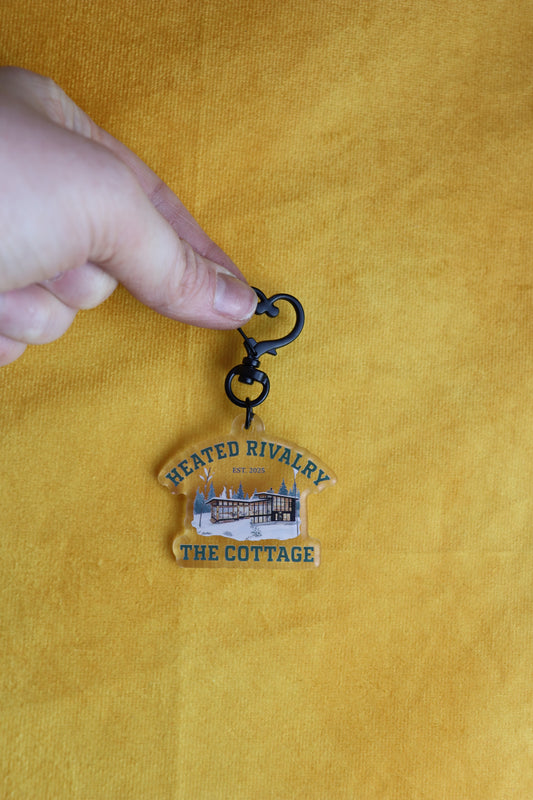 HEATED RIVALRY
EST. 2025
THE COTTAGE